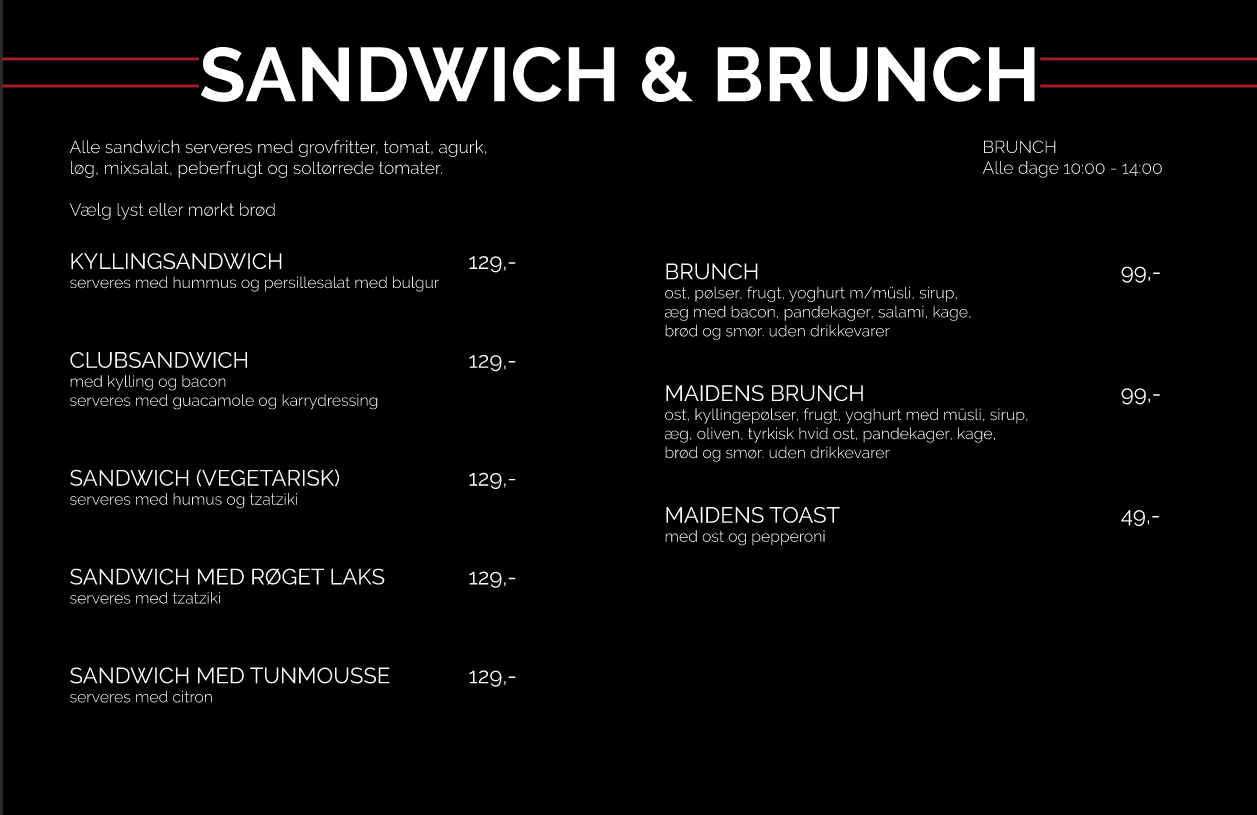 SANDWICH & BRUNCH
Alle sandwich serveres med grovfritter, tomat, agurk,
løg, mixsalat, peberfrugt og soltørrede tomater.
Vælg lyst eller mørkt brød
KYLLINGSANDWICH 129,-
serveres med hummus og persillesalat med bulgur
CLUBSANDWICH 129,-
med kylling og bacon
serveres med guacamole og karrydressing
SANDWICH (VEGETARISK) 129,-
serveres med humus og tzatziki
SANDWICH MED RØGET LAKS 129,-
serveres med tzatziki
SANDWICH MED TUNMOUSSE 129,-
serveres med citron
BRUNCH
Alle dage 10:00 - 14:00
BRUNCH 99,-
ost, pølser, frugt, yoghurt m/müsli, sirup,
æg med bacon, pandekager, salami, kage,
brød og smør. uden drikkevarer
MAIDENS BRUNCH 99,-
ost, kyllingepølser, frugt, yoghurt med müsli, sirup,
æg, oliven, tyrkisk hvid ost, pandekager, kage,
brød og smør. uden drikkevarer
MAIDENS TOAST 49,-
med ost og pepperoni